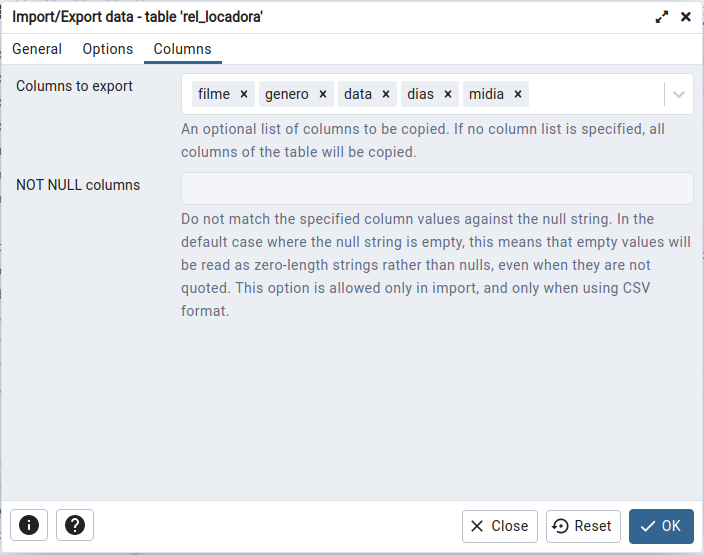 Import/Export data - table 'rel_locadora'
General Options Columns
Columns to export
filme genero data dias midia
An optional list of columns to be copied. If no column list is specified, all
columns of the table will be copied.
NOT NULL columns
Do not match the specified column values against the null string. In the
default case where the null string is empty, this means that empty values will
be read as zero-length strings rather than nulls, even when they are not
quoted. This option is allowed only in import, and only when using CSV
format.
Close Reset OK